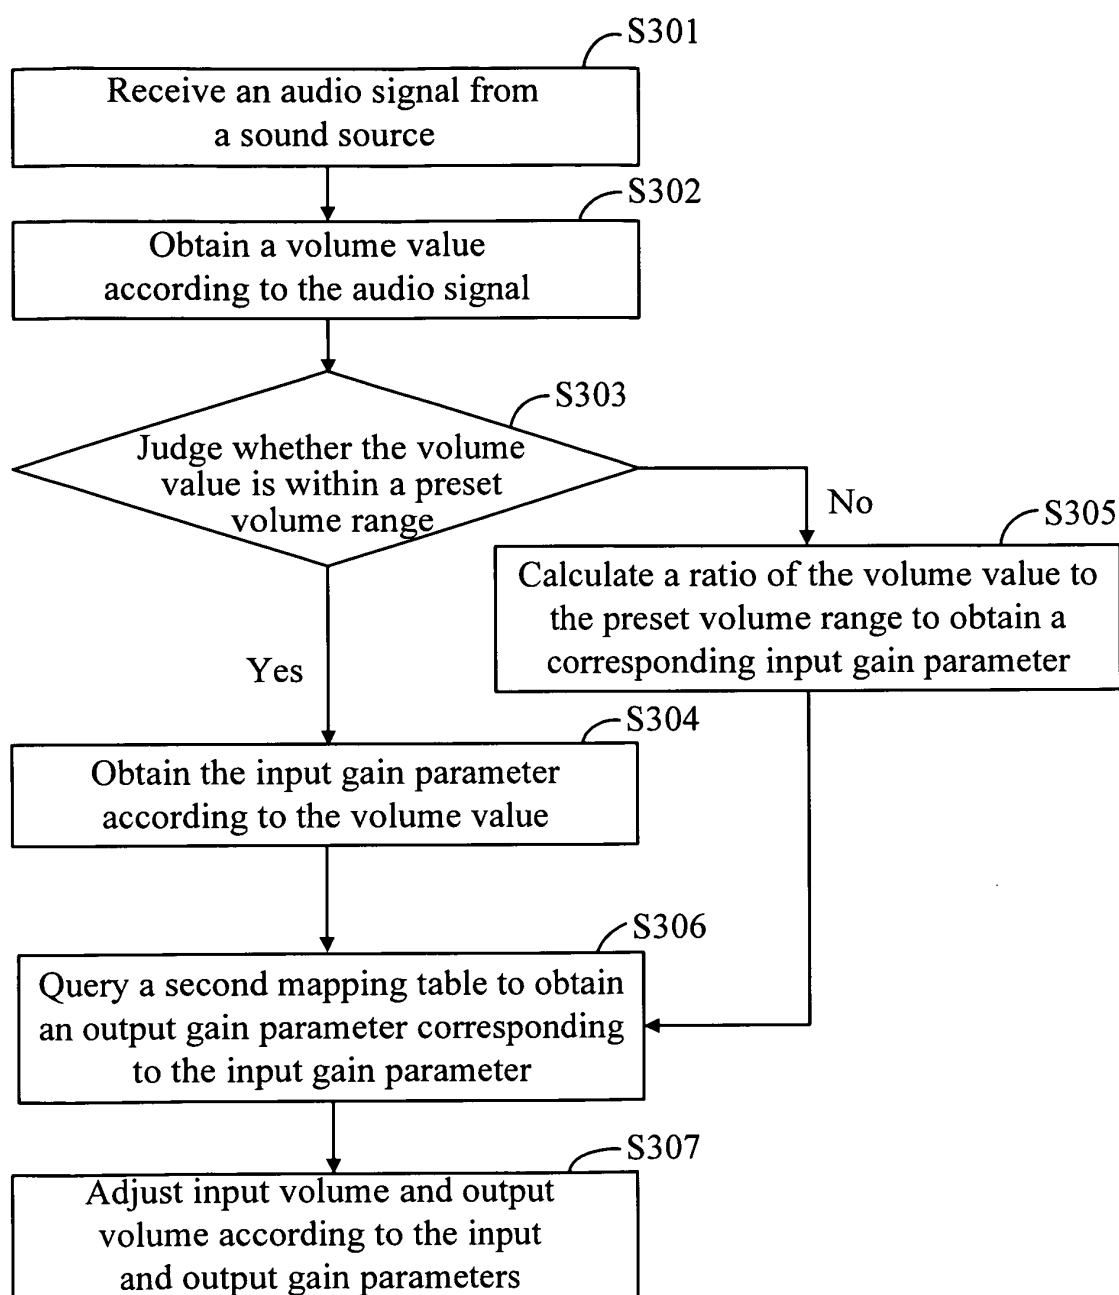 S301
Receive an audio signal from
a sound source
S302
Obtain a volume value
according to the audio signal
S303
Judge whether the volume
value is within a preset
volume range
No
S305
Calculate a ratio of the volume value to
the preset volume range to obtain a
corresponding input gain parameter
Yes
S304
Obtain the input gain parameter
according to the volume value
S306
Query a second mapping table to obtain
an output gain parameter corresponding
to the input gain parameter
S307
Adjust input volume and output
volume according to the input
and output gain parameters